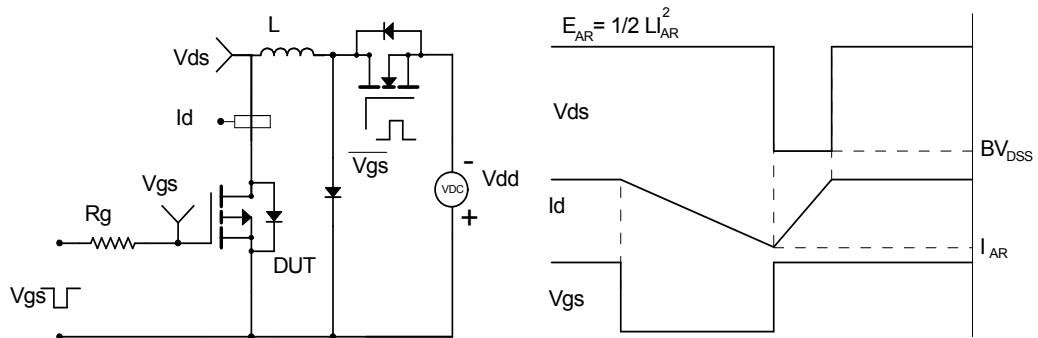 L
Vds
Id
Vgs
Vgs
Rg
DUT
Vgs
VDC
-
+
Vdd
E_AR = 1/2 LI_AR^2
Vds
BV_DSS
Id
I_AR
Vgs